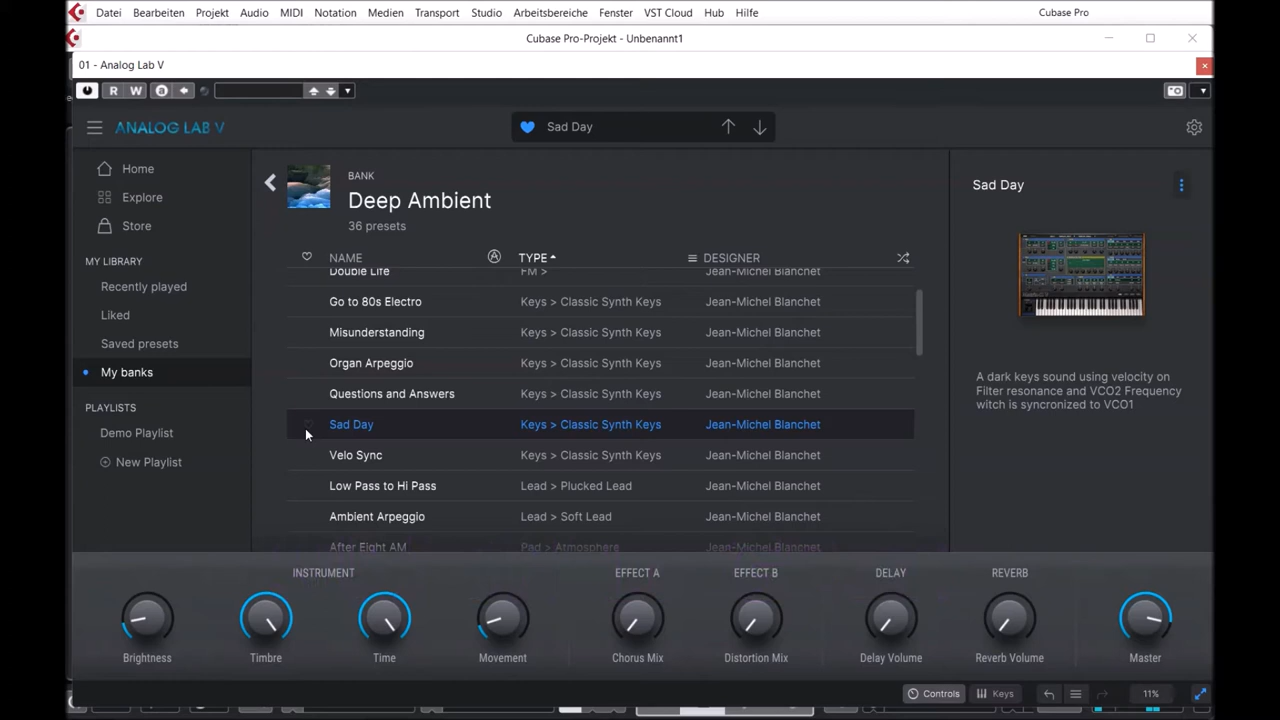 Datei Bearbeiten Projekt Audio MIDI Notation Medien Transport Studio Arbeitsbereiche Fenster VST Cloud Hub Hilfe Cubase Pro
Cubase Pro-Projekt - Unbenannt1
01 - Analog Lab V
R W a
ANALOG LAB V
Sad Day
Home
Explore
Store
MY LIBRARY
Recently played
Liked
Saved presets
My banks
PLAYLISTS
Demo Playlist
New Playlist
BANK
Deep Ambient
36 presets
NAME TYPE DESIGNER
Double Life FM > Jean-Michel Blanchet
Go to 80s Electro Keys > Classic Synth Keys Jean-Michel Blanchet
Misunderstanding Keys > Classic Synth Keys Jean-Michel Blanchet
Organ Arpeggio Keys > Classic Synth Keys Jean-Michel Blanchet
Questions and Answers Keys > Classic Synth Keys Jean-Michel Blanchet
Sad Day Keys > Classic Synth Keys Jean-Michel Blanchet
Velo Sync Keys > Classic Synth Keys Jean-Michel Blanchet
Low Pass to Hi Pass Lead > Plucked Lead Jean-Michel Blanchet
Ambient Arpeggio Lead > Soft Lead Jean-Michel Blanchet
After Eight AM Pad > Atmosphere Jean-Michel Blanchet
Sad Day
A dark keys sound using velocity on
Filter resonance and VCO2 Frequency
witch is syncronized to VCO1
INSTRUMENT EFFECT A EFFECT B DELAY REVERB
Brightness Timbre Time Movement Chorus Mix Distortion Mix Delay Volume Reverb Volume Master
Controls Keys 11%